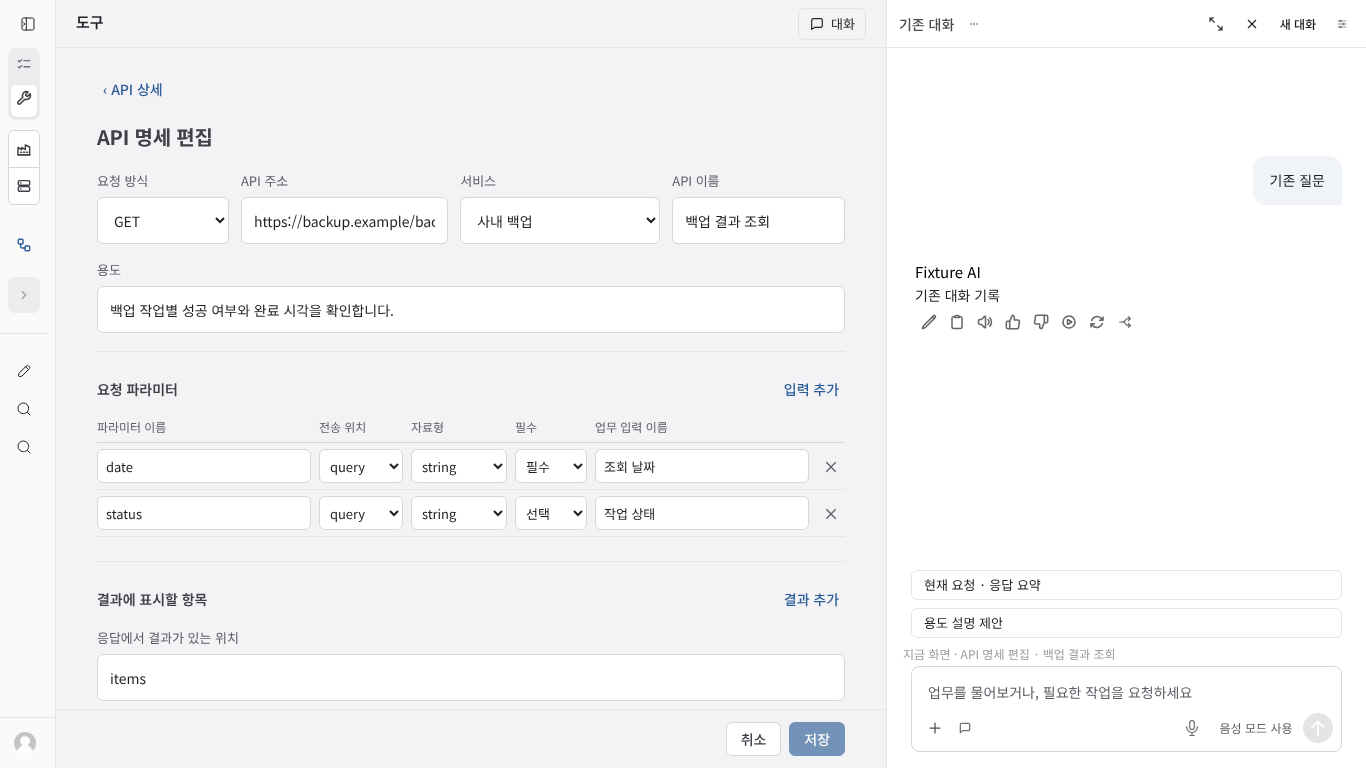 도구
대화
‹ API 상세
API 명세 편집
요청 방식
API 주소
서비스
API 이름
GET
https://backup.example/bac
사내 백업
백업 결과 조회
용도
백업 작업별 성공 여부와 완료 시각을 확인합니다.
요청 파라미터
입력 추가
파라미터 이름
전송 위치
자료형
필수
업무 입력 이름
date
query
string
필수
조회 날짜
status
query
string
선택
작업 상태
결과에 표시할 항목
결과 추가
응답에서 결과가 있는 위치
items
취소
저장
기존 대화
새 대화
기존 질문
Fixture AI
기존 대화 기록
현재 요청 · 응답 요약
용도 설명 제안
지금 화면 · API 명세 편집 · 백업 결과 조회
업무를 물어보거나, 필요한 작업을 요청하세요
음성 모드 사용